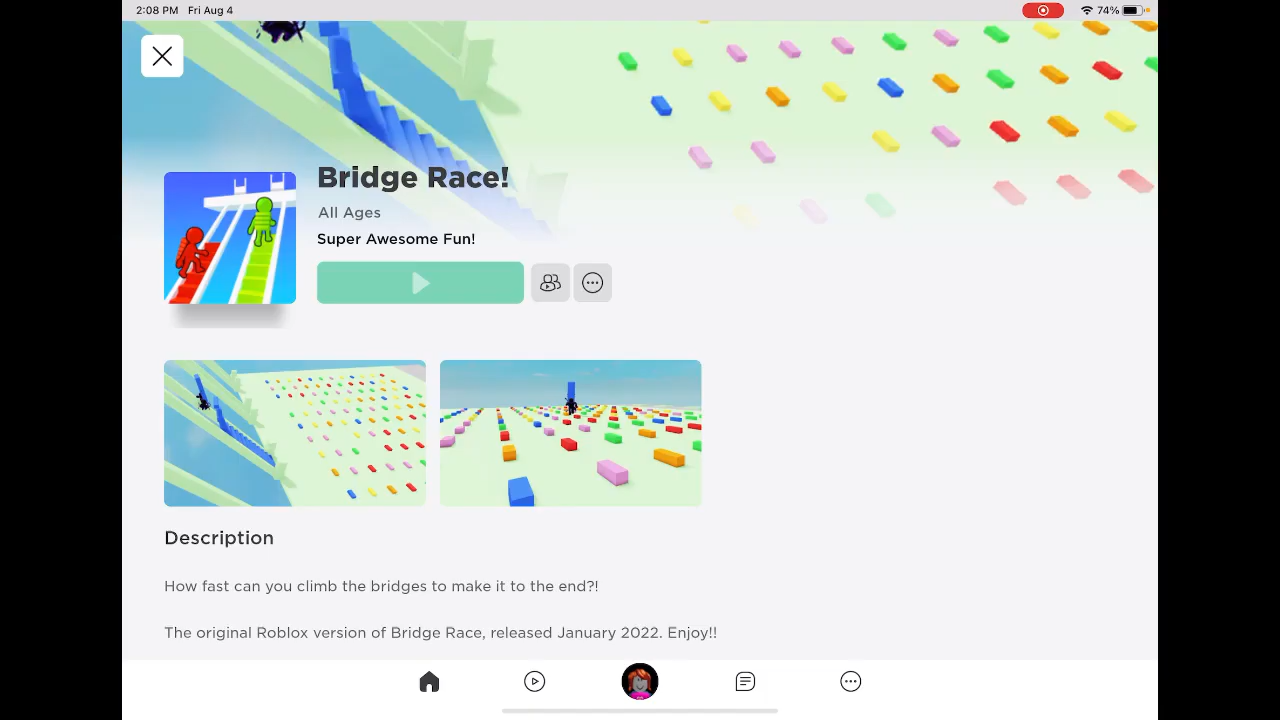 2:08 PM Fri Aug 4
74%
Bridge Race!
All Ages
Super Awesome Fun!
Description
How fast can you climb the bridges to make it to the end?!
The original Roblox version of Bridge Race, released January 2022. Enjoy!!